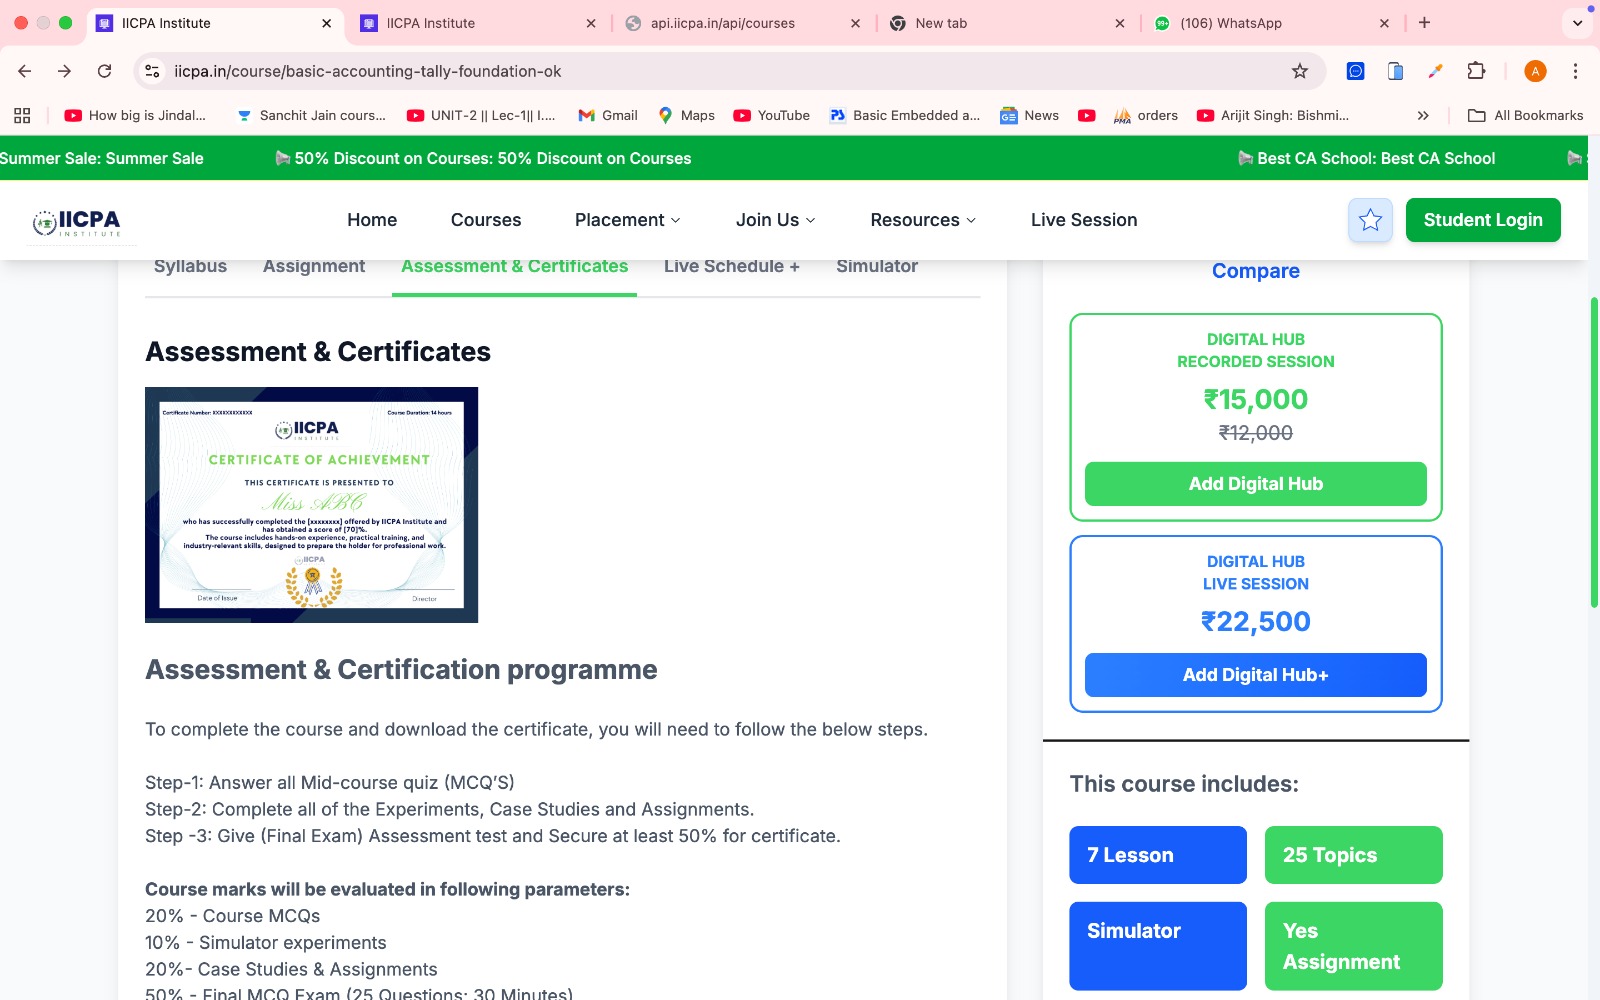 IICPA Institute
IICPA Institute
api.iicpa.in/api/courses
New tab
99+
(106) WhatsApp
iicpa.in/course/basic-accounting-tally-foundation-ok
A
How big is Jindal...
Sanchit Jain cours...
UNIT-2 || Lec-1|| I....
Gmail
Maps
YouTube
Basic Embedded a...
News
orders
Arijit Singh: Bishmi...
All Bookmarks
Summer Sale: Summer Sale
50% Discount on Courses: 50% Discount on Courses
Best CA School: Best CA School
IICPA
INSTITUTE
Home
Courses
Placement
Join Us
Resources
Live Session
Student Login
Syllabus
Assignment
Assessment & Certificates
Live Schedule +
Simulator
Assessment & Certificates
Certificate Number: XXXXXXXXXXX
Course Duration: 14 hours
IICPA
INSTITUTE
CERTIFICATE OF ACHIEVEMENT
THIS CERTIFICATE IS PRESENTED TO
Miss ABC
who has successfully completed the [xxxxxxxx] offered by IICPA Institute and
has obtained a score of [70]%.
The course includes hands-on experience, practical training, and
industry-relevant skills, designed to prepare the holder for professional work.
IICPA
Date of Issue
Director
Assessment & Certification programme
To complete the course and download the certificate, you will need to follow the below steps.
Step-1: Answer all Mid-course quiz (MCQ’S)
Step-2: Complete all of the Experiments, Case Studies and Assignments.
Step -3: Give (Final Exam) Assessment test and Secure at least 50% for certificate.
Course marks will be evaluated in following parameters:
20% - Course MCQs
10% - Simulator experiments
20%- Case Studies & Assignments
50% - Final MCQ Exam (25 Questions: 30 Minutes)
Compare
DIGITAL HUB
RECORDED SESSION
₹15,000
₹12,000
Add Digital Hub
DIGITAL HUB
LIVE SESSION
₹22,500
Add Digital Hub+
This course includes:
7 Lesson
25 Topics
Simulator
Yes
Assignment